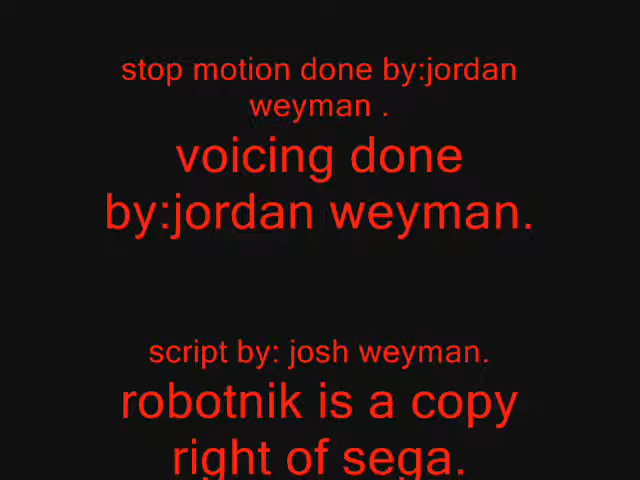 stop motion done by:jordan
weyman .
voicing done
by:jordan weyman.
script by: josh weyman.
robotnik is a copy
right of sega.